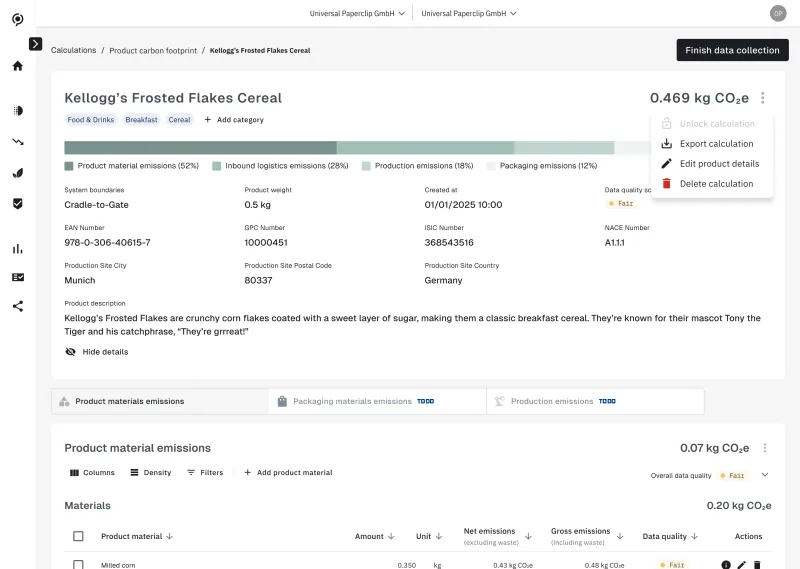 Universal Paperclip GmbH Universal Paperclip GmbH OP
Calculations / Product carbon footprint / Kellogg's Frosted Flakes Cereal
Finish data collection
Kellogg's Frosted Flakes Cereal
0.469 kg CO₂e
Food & Drinks Breakfast Cereal + Add category
Unlock calculation
Export calculation
Edit product details
Delete calculation
Product material emissions (52%) Inbound logistics emissions (28%) Production emissions (18%) Packaging emissions (12%)
System boundaries Product weight Created at Data quality sc
Cradle-to-Gate 0.5 kg 01/01/2025 10:00 Fair
EAN Number GPC Number ISIC Number NACE Number
978-0-306-40615-7 10000451 368543516 A1.1.1
Production Site City Production Site Postal Code Production Site Country
Munich 80337 Germany
Product description
Kellogg's Frosted Flakes are crunchy corn flakes coated with a sweet layer of sugar, making them a classic breakfast cereal. They're known for their mascot Tony the
Tiger and his catchphrase, “They're grrreat!”
Hide details
Product materials emissions Packaging materials emissions TODO Production emissions TODO
Product material emissions 0.07 kg CO₂e
Columns Density Filters + Add product material
Overall data quality Fair
Materials 0.20 kg CO₂e
Product material Amount Unit Net emissions Gross emissions Data quality Actions
(excluding waste) (including waste)
Milled corn 0.350 kg 0.43 kg CO₂e 0.48 kg CO₂e Fair